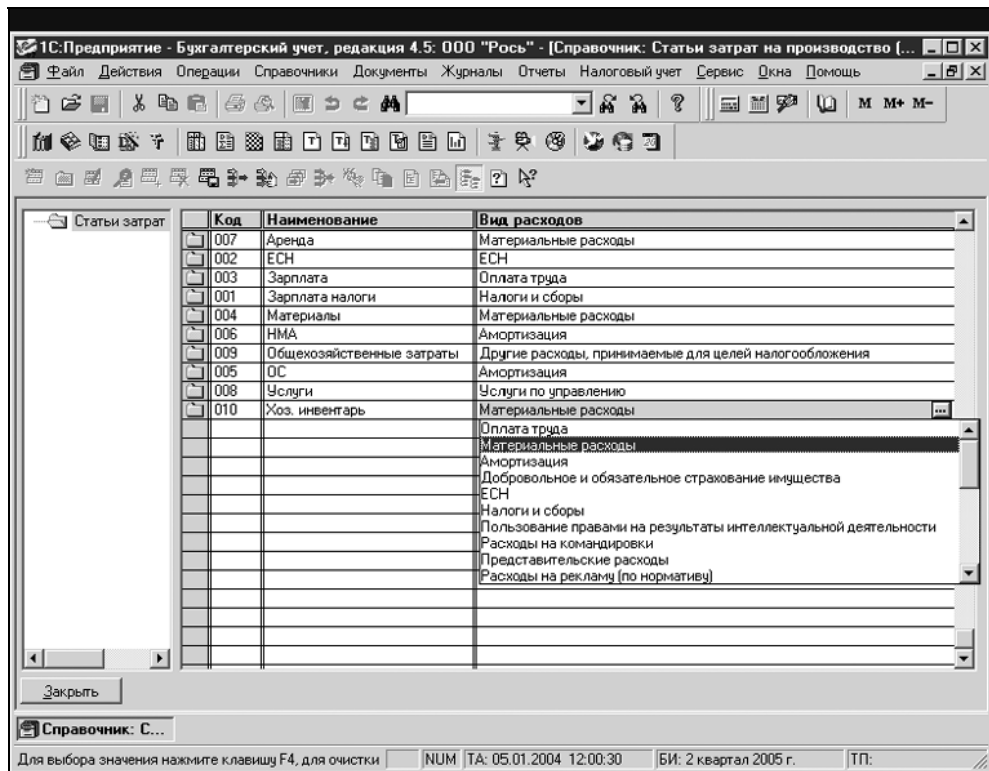 1С:Предприятие - Бухгалтерский учет, редакция 4.5: ООО "Рось" - [Справочник: Статьи затрат на производство (...
Файл Действия Операции Справочники Документы Журналы Отчеты Налоговый учет Сервис Окна Помощь
M M+ M-
Статьи затрат
Код Наименование Вид расходов
007 Аренда Материальные расходы
002 ЕСН ЕСН
003 Зарплата Оплата труда
001 Зарплата налоги Налоги и сборы
004 Материалы Материальные расходы
006 НМА Амортизация
009 Общехозяйственные затраты Другие расходы, принимаемые для целей налогообложения
005 ОС Амортизация
008 Услуги Услуги по управлению
010 Хоз. инвентарь Материальные расходы ...
Оплата труда
Материальные расходы
Амортизация
Добровольное и обязательное страхование имущества
ЕСН
Налоги и сборы
Пользование правами на результаты интеллектуальной деятельности
Расходы на командировки
Представительские расходы
Расходы на рекламу (по нормативу)
Закрыть
Справочник: С...
Для выбора значения нажмите клавишу F4, для очистки NUM ТА: 05.01.2004 12:00:30 БИ: 2 квартал 2005 г. ТП: